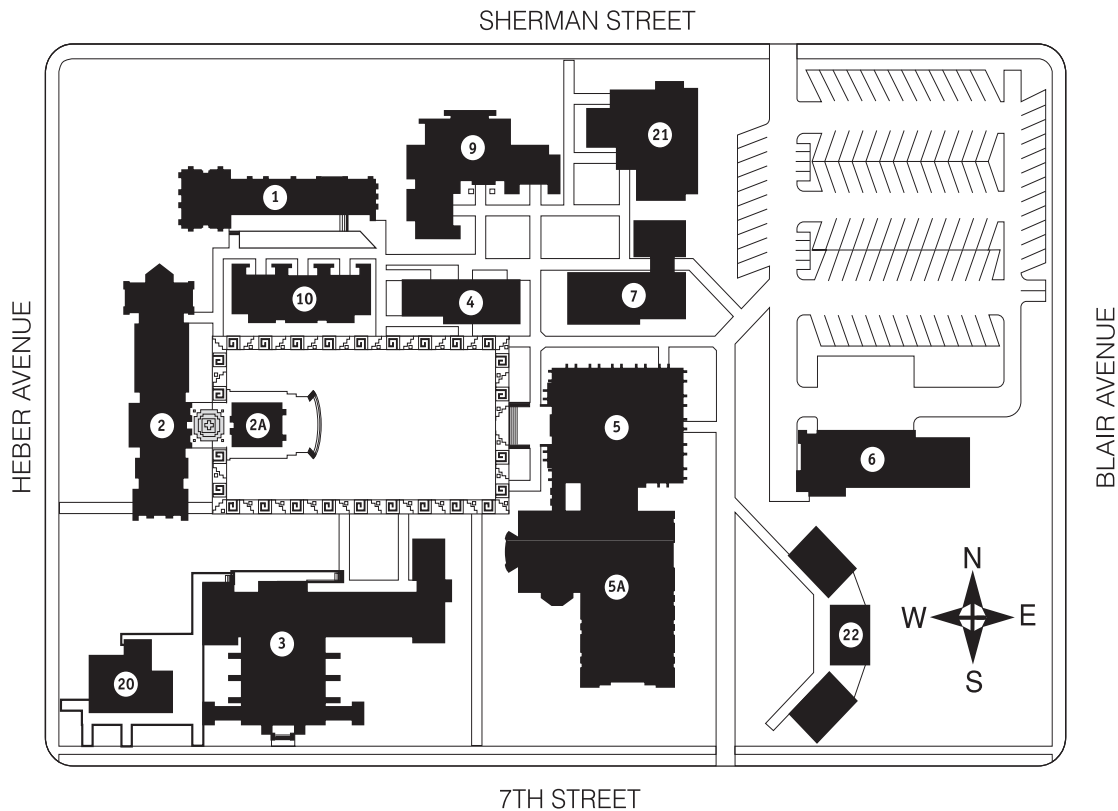 SHERMAN STREET
21
9
1
10
4
7
HEBER AVENUE
BLAIR AVENUE
2
2A
5
6
N
5A
W
E
22
3
S
20
7TH STREET